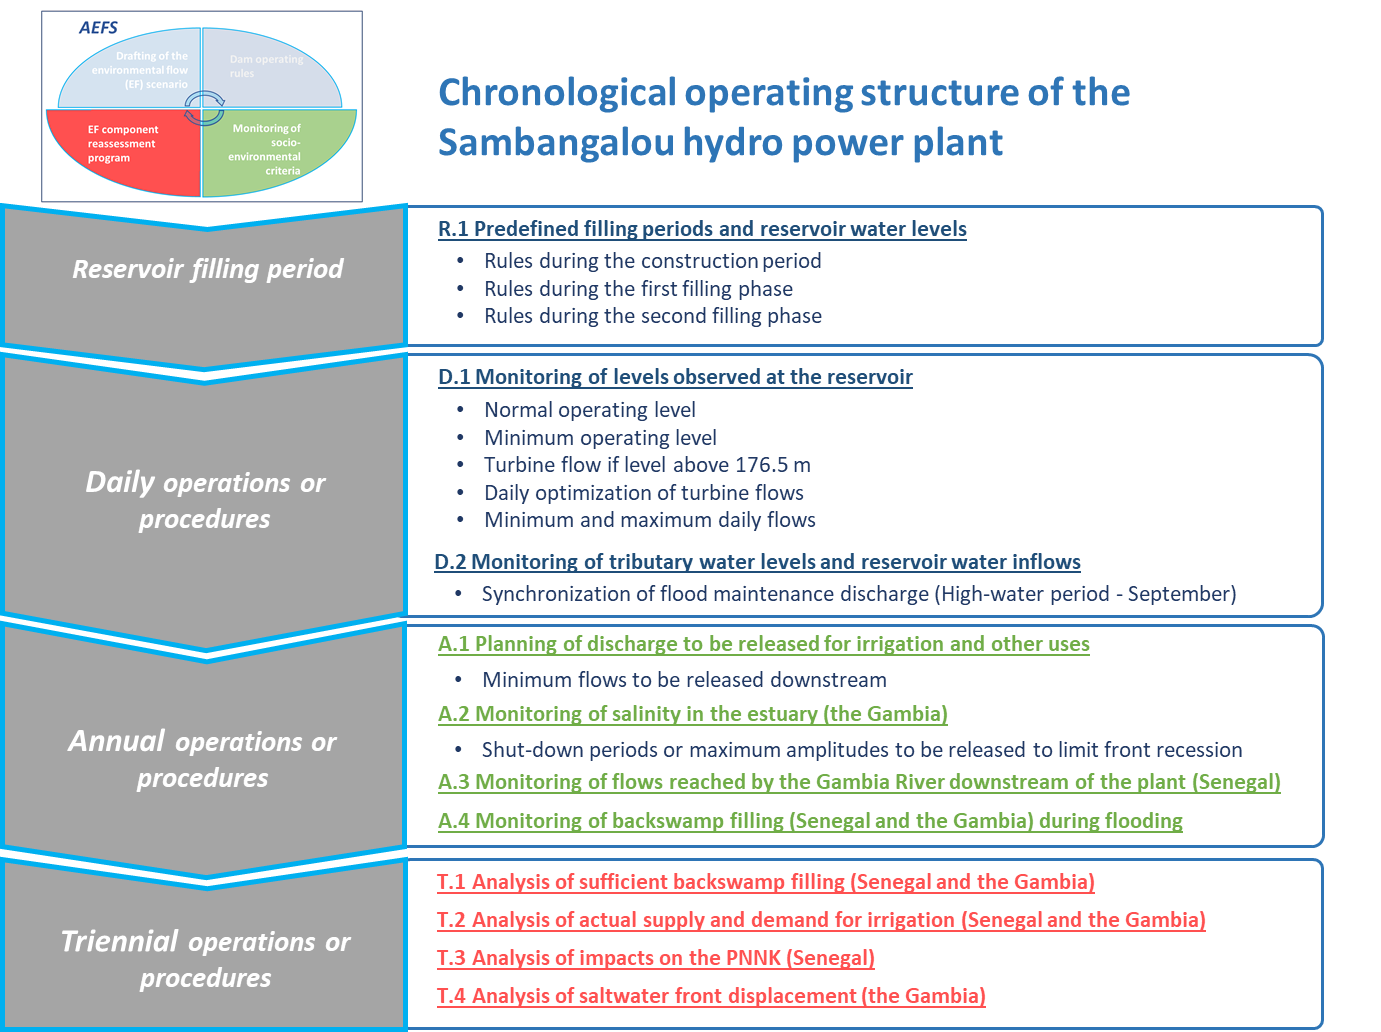 AEFS
Drafting of the
environmental flow
(EF) scenario
Dam operating
rules
EF component
reassessment
program
Monitoring of
socio-
environmental
criteria
Chronological operating structure of the
Sambangalou hydro power plant
Reservoir filling period
R.1 Predefined filling periods and reservoir water levels
• Rules during the construction period
• Rules during the first filling phase
• Rules during the second filling phase
Daily operations or
procedures
D.1 Monitoring of levels observed at the reservoir
• Normal operating level
• Minimum operating level
• Turbine flow if level above 176.5 m
• Daily optimization of turbine flows
• Minimum and maximum daily flows
D.2 Monitoring of tributary water levels and reservoir water inflows
• Synchronization of flood maintenance discharge (High-water period - September)
Annual operations or
procedures
A.1 Planning of discharge to be released for irrigation and other uses
• Minimum flows to be released downstream
A.2 Monitoring of salinity in the estuary (the Gambia)
• Shut-down periods or maximum amplitudes to be released to limit front recession
A.3 Monitoring of flows reached by the Gambia River downstream of the plant (Senegal)
A.4 Monitoring of backswamp filling (Senegal and the Gambia) during flooding
Triennial operations or
procedures
T.1 Analysis of sufficient backswamp filling (Senegal and the Gambia)
T.2 Analysis of actual supply and demand for irrigation (Senegal and the Gambia)
T.3 Analysis of impacts on the PNNK (Senegal)
T.4 Analysis of saltwater front displacement (the Gambia)